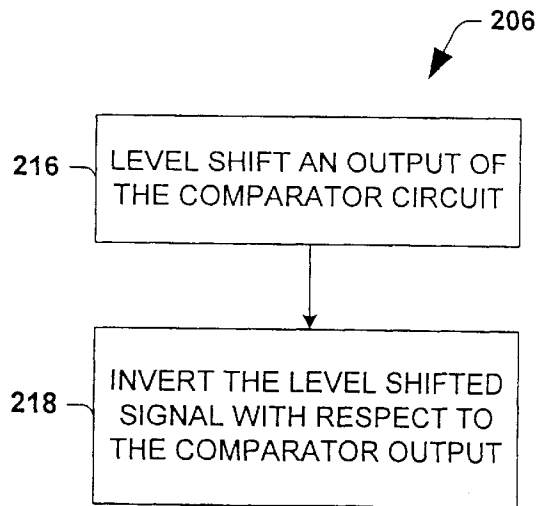 206
216
LEVEL SHIFT AN OUTPUT OF
THE COMPARATOR CIRCUIT
218
INVERT THE LEVEL SHIFTED
SIGNAL WITH RESPECT TO
THE COMPARATOR OUTPUT